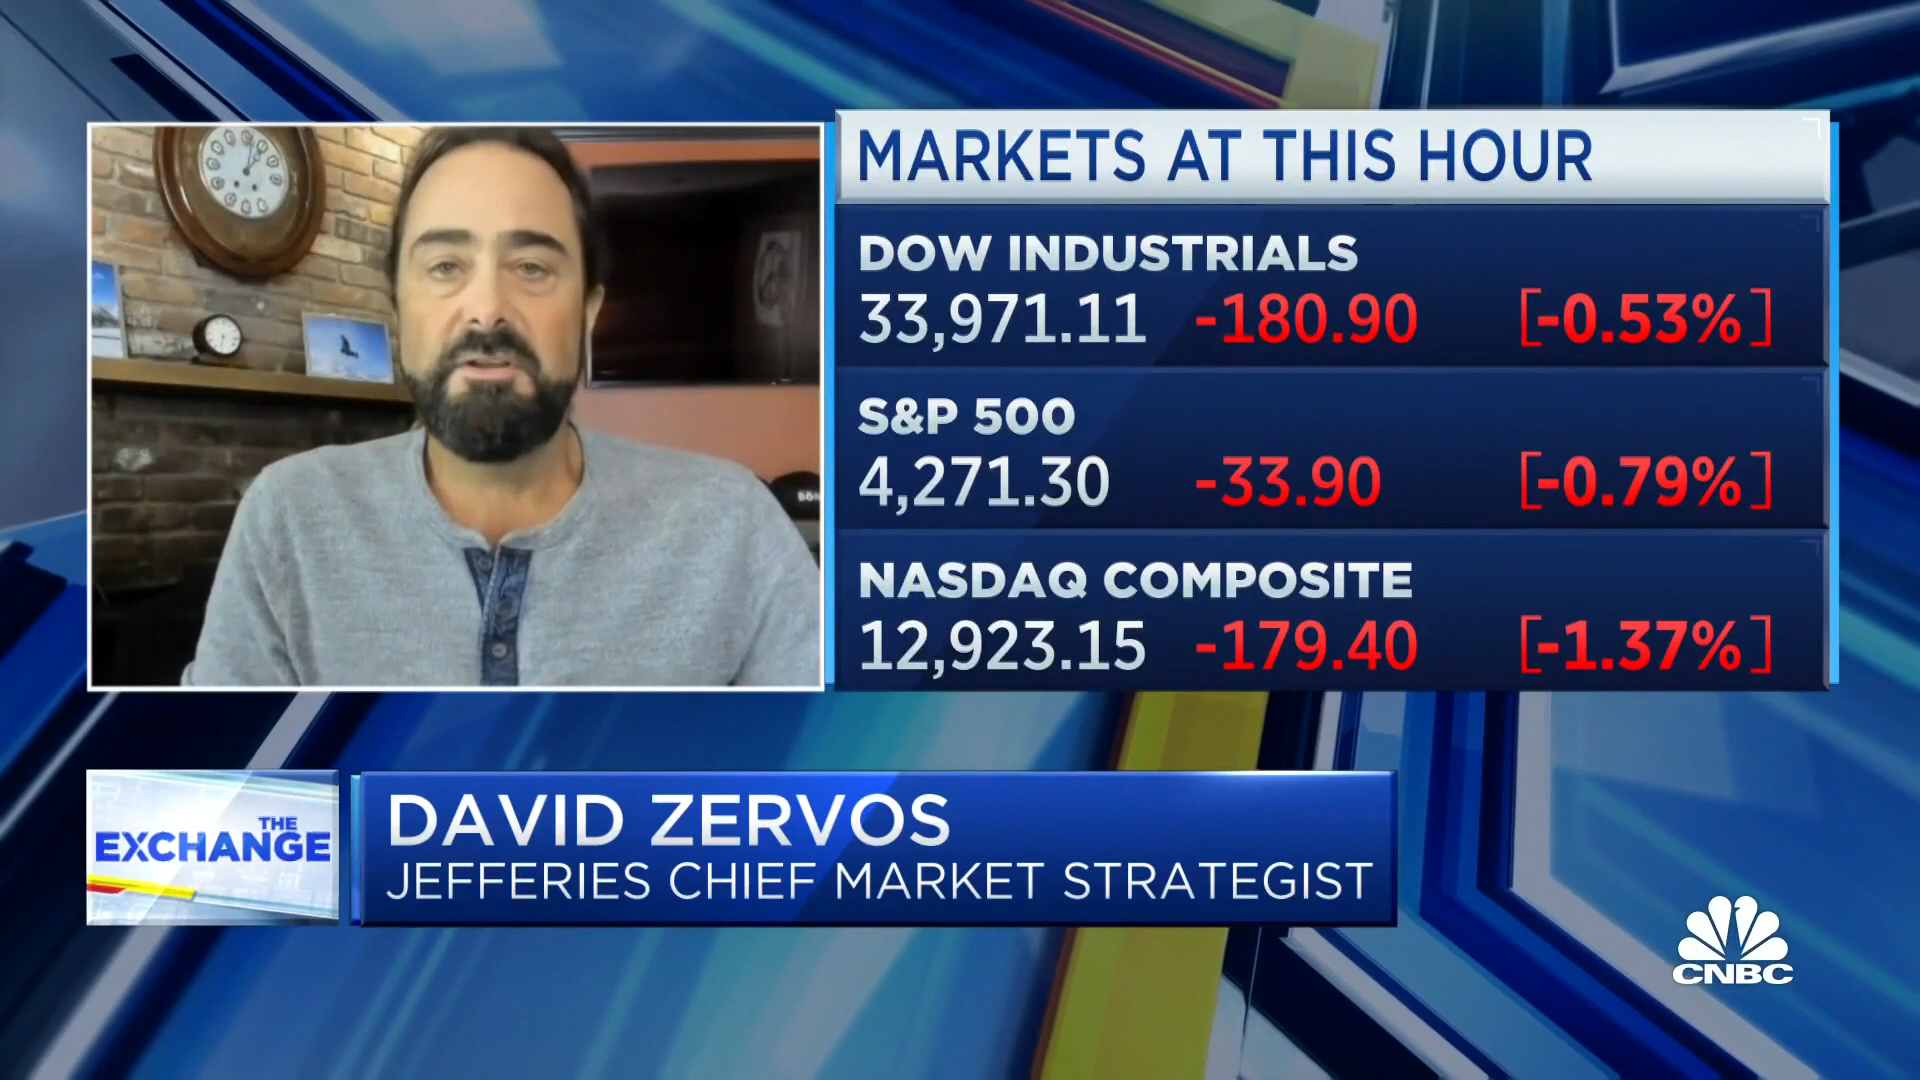 MARKETS AT THIS HOUR
DOW INDUSTRIALS
33,971.11 -180.90 [-0.53%]
S&P 500
4,271.30 -33.90 [-0.79%]
NASDAQ COMPOSITE
12,923.15 -179.40 [-1.37%]
THE
EXCHANGE
DAVID ZERVOS
JEFFERIES CHIEF MARKET STRATEGIST
CNBC